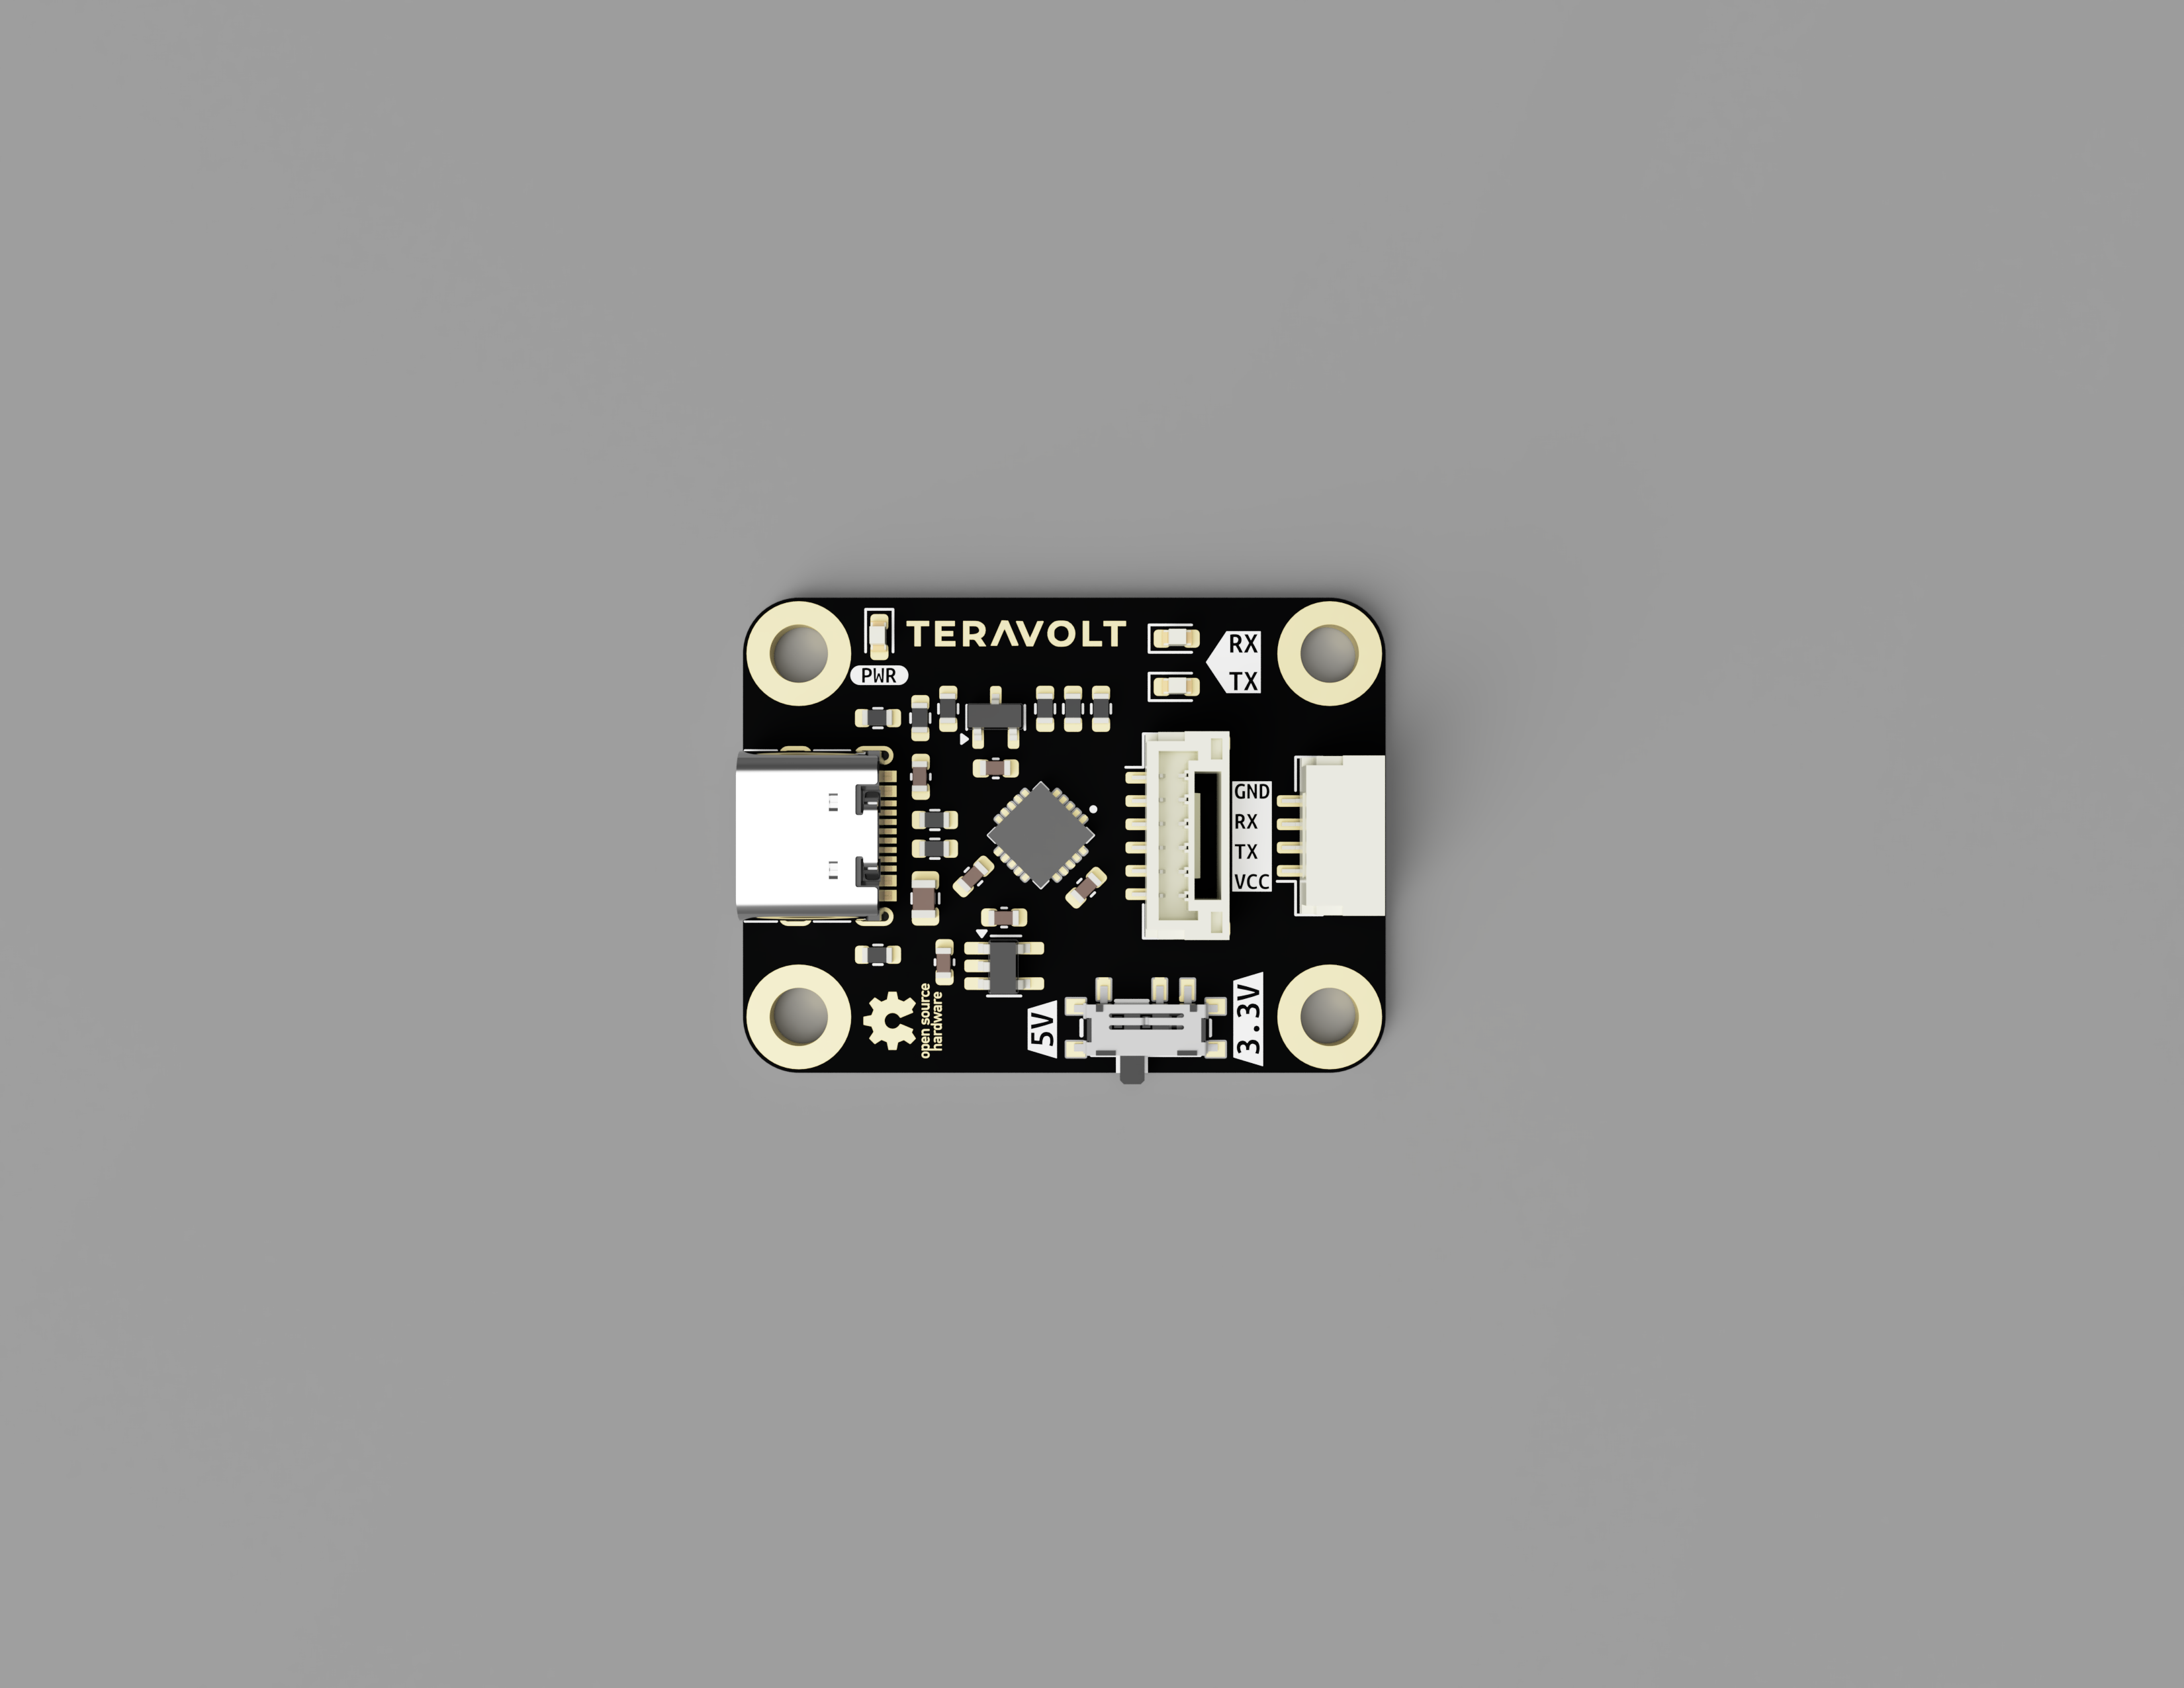 TERAVOLT
PWR
RX
TX
GND
RX
TX
VCC
open source
hardware
5V
3.3V